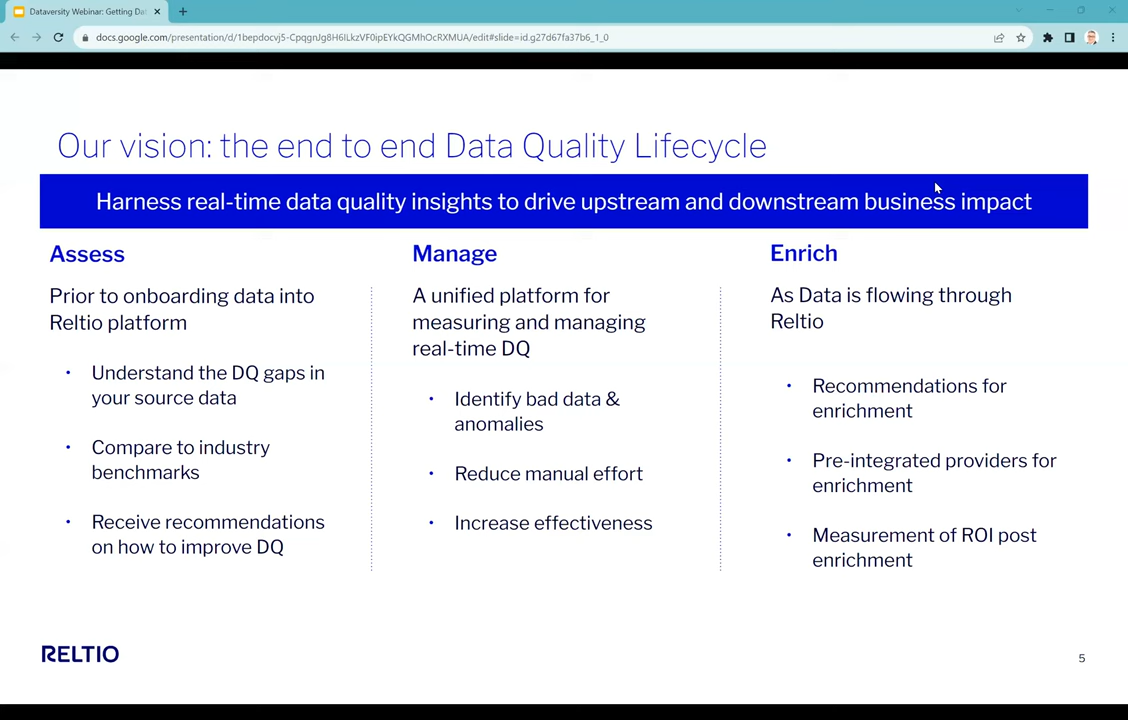 Dataversity Webinar: Getting Dat
docs.google.com/presentation/d/1bepdocvj5-CpqgnJg8H6ILkzVF0ipEYkQGMhOcRXMUA/edit#slide=id.g27d67fa37b6_1_0
Our vision: the end to end Data Quality Lifecycle
Harness real-time data quality insights to drive upstream and downstream business impact
Assess
Prior to onboarding data into
Reltio platform
• Understand the DQ gaps in
your source data
• Compare to industry
benchmarks
• Receive recommendations
on how to improve DQ
Manage
A unified platform for
measuring and managing
real-time DQ
• Identify bad data &
anomalies
• Reduce manual effort
• Increase effectiveness
Enrich
As Data is flowing through
Reltio
• Recommendations for
enrichment
• Pre-integrated providers for
enrichment
• Measurement of ROI post
enrichment
RELTIO
5